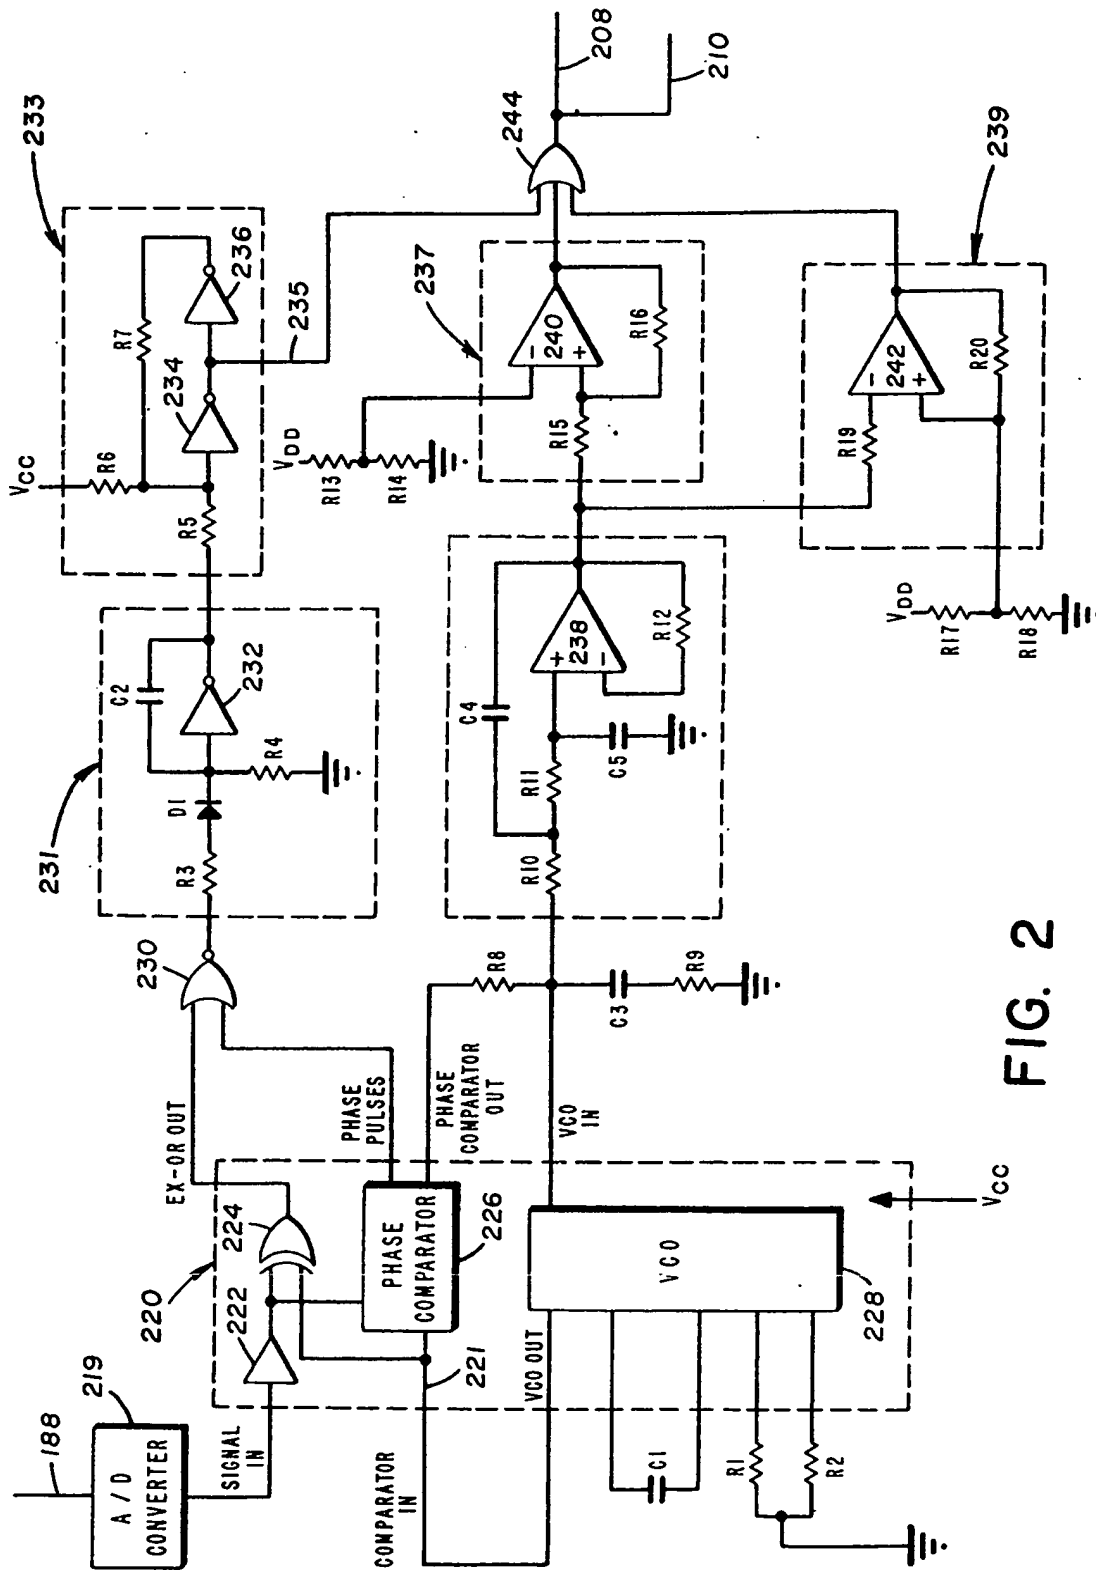 188
219
A / D
CONVERTER
SIGNAL
IN
COMPARATOR
IN
220
222
224
EX-OR OUT
PHASE
COMPARATOR
226
221
PHASE
PULSES
PHASE
COMPARATOR
OUT
VCO OUT
VCO
228
VCO
IN
VCC
C1
R1
R2
230
231
R3
D1
R4
C2
232
233
VCC
R5
R6
R7
234
236
235
R8
C3
R9
R10
R11
C4
C5
+
238
−
R12
VDD
R13
R14
237
R15
−
240
+
R16
VDD
R17
R18
239
R19
−
242
+
R20
244
208
210
FIG. 2